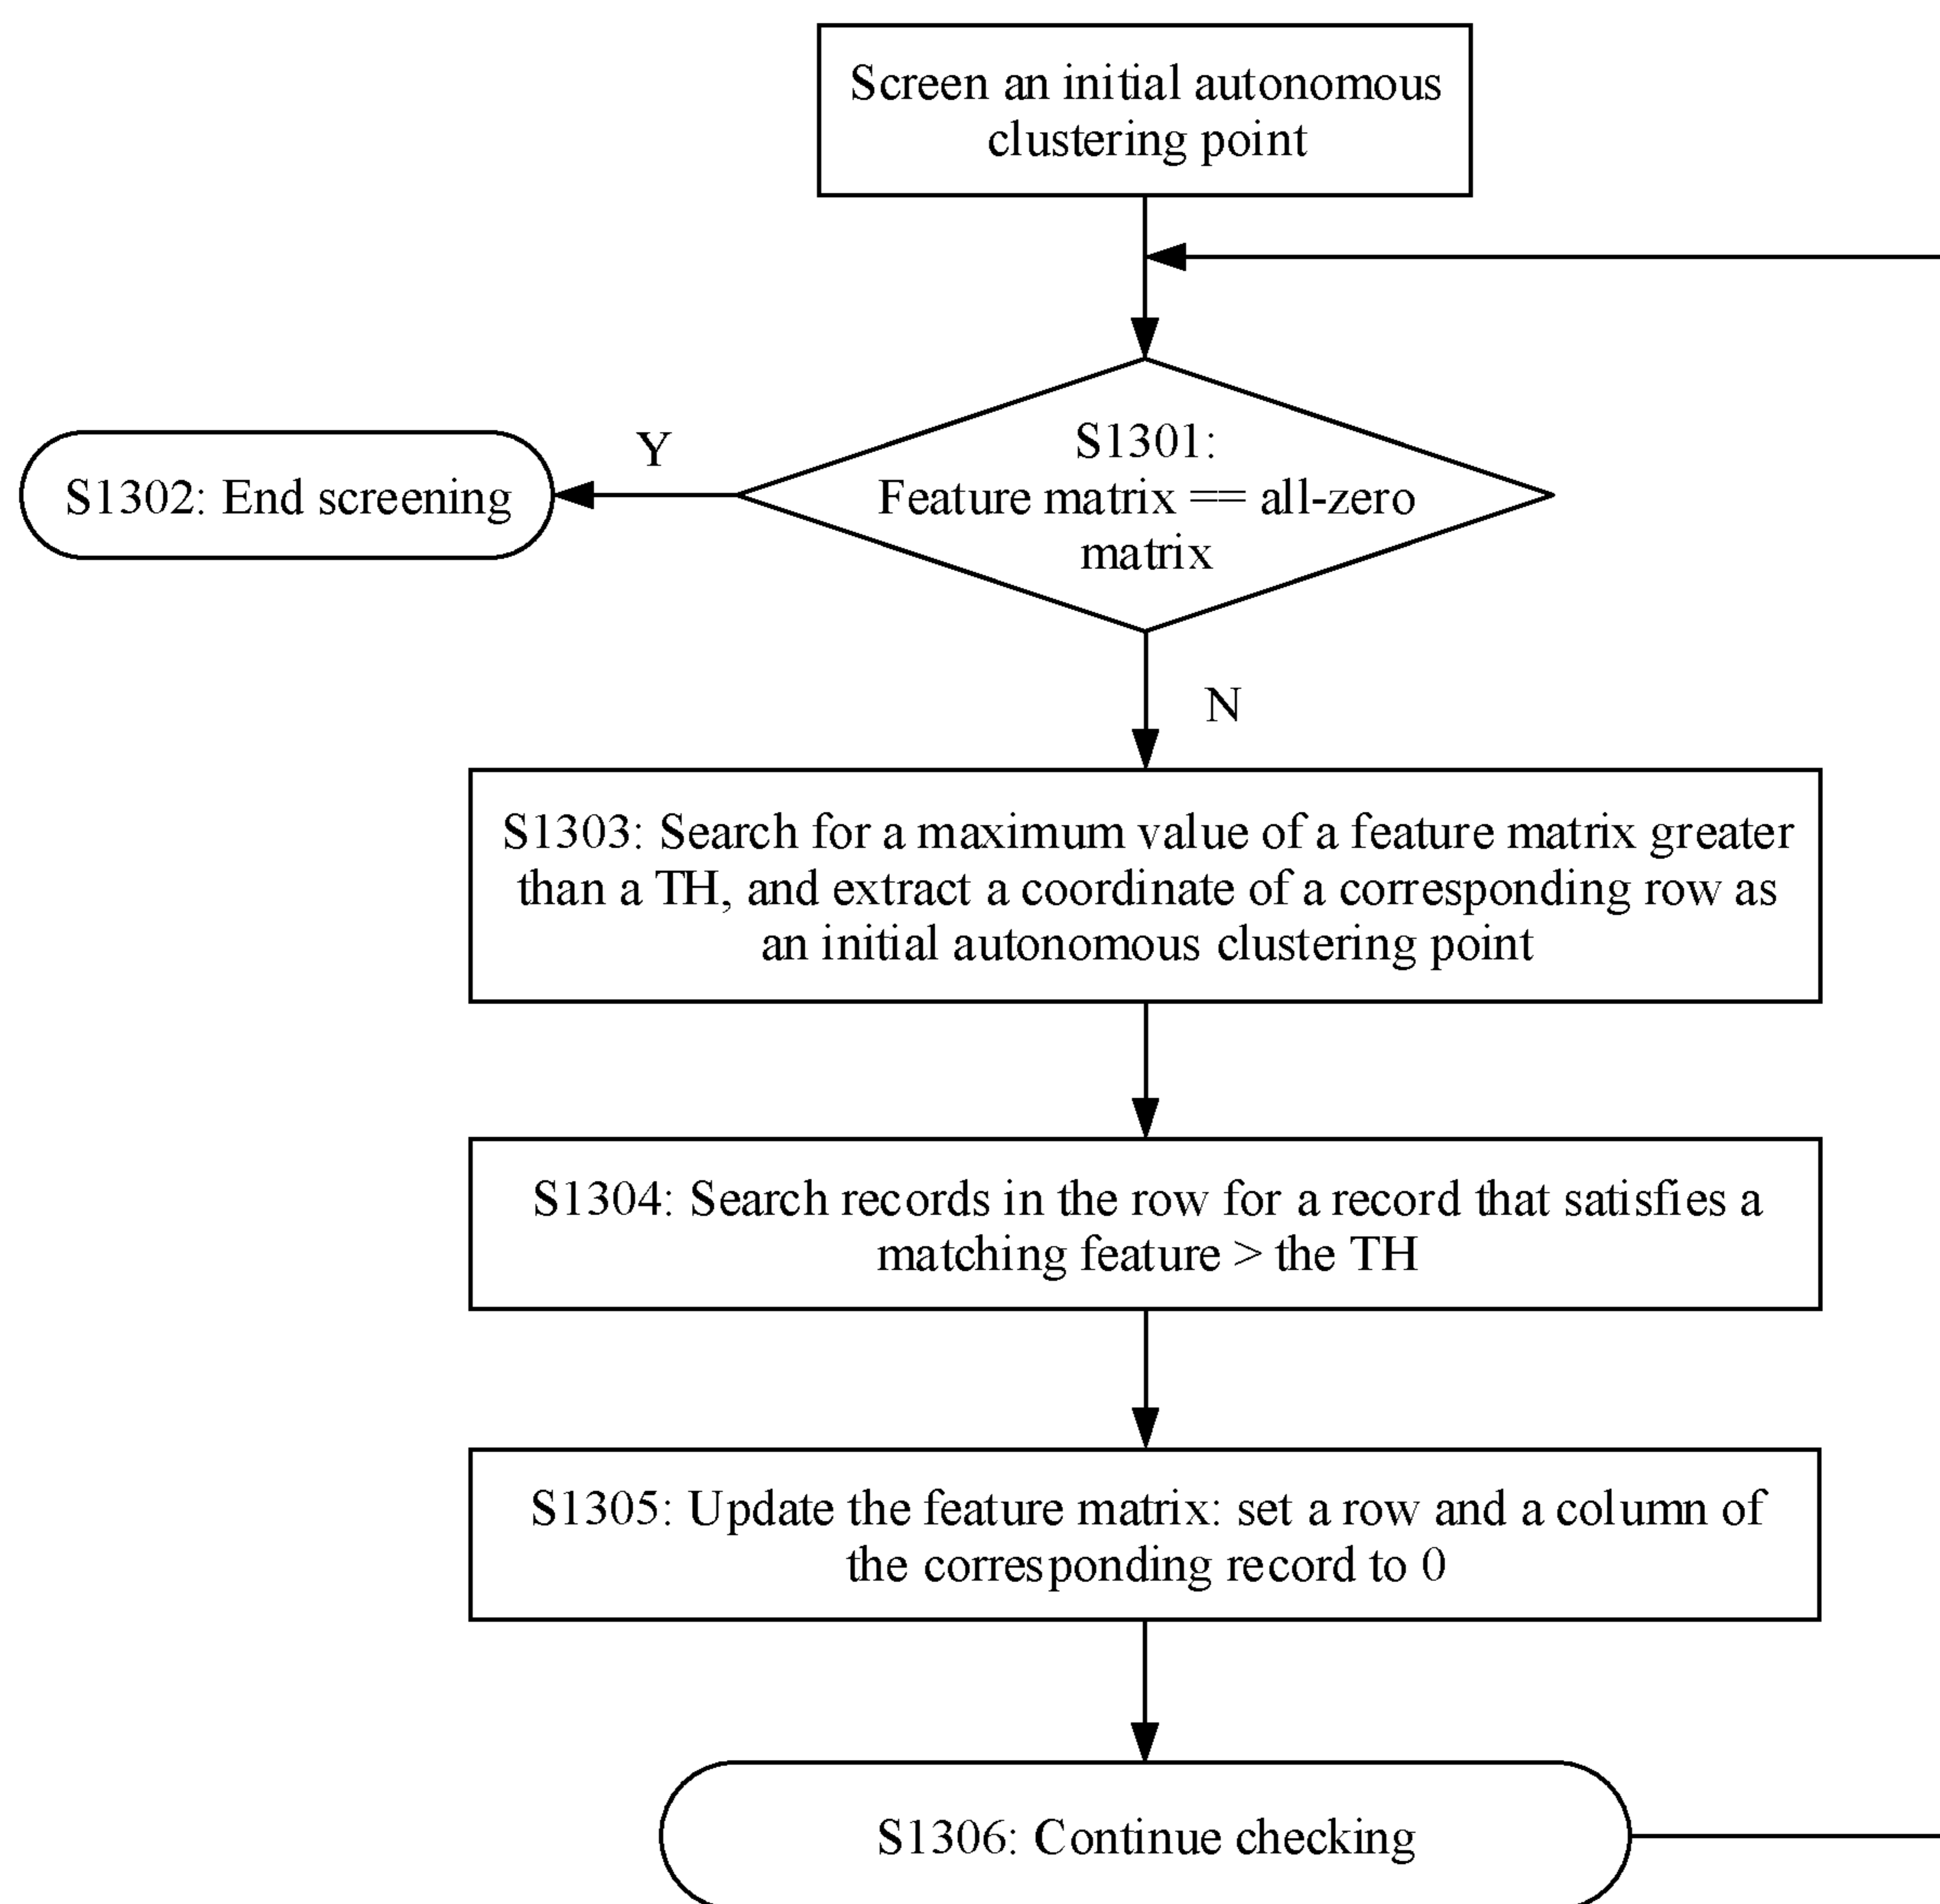 Screen an initial autonomous
clustering point
S1301:
Feature matrix == all-zero
matrix
Y
S1302: End screening
N
S1303: Search for a maximum value of a feature matrix greater
than a TH, and extract a coordinate of a corresponding row as
an initial autonomous clustering point
S1304: Search records in the row for a record that satisfies a
matching feature > the TH
S1305: Update the feature matrix: set a row and a column of
the corresponding record to 0
S1306: Continue checking